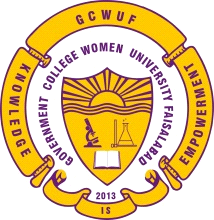 GCWUF
GOVERNMENT COLLEGE WOMEN UNIVERSITY FAISALABAD
KNOWLEDGE
IS
EMPOWERMENT
2013